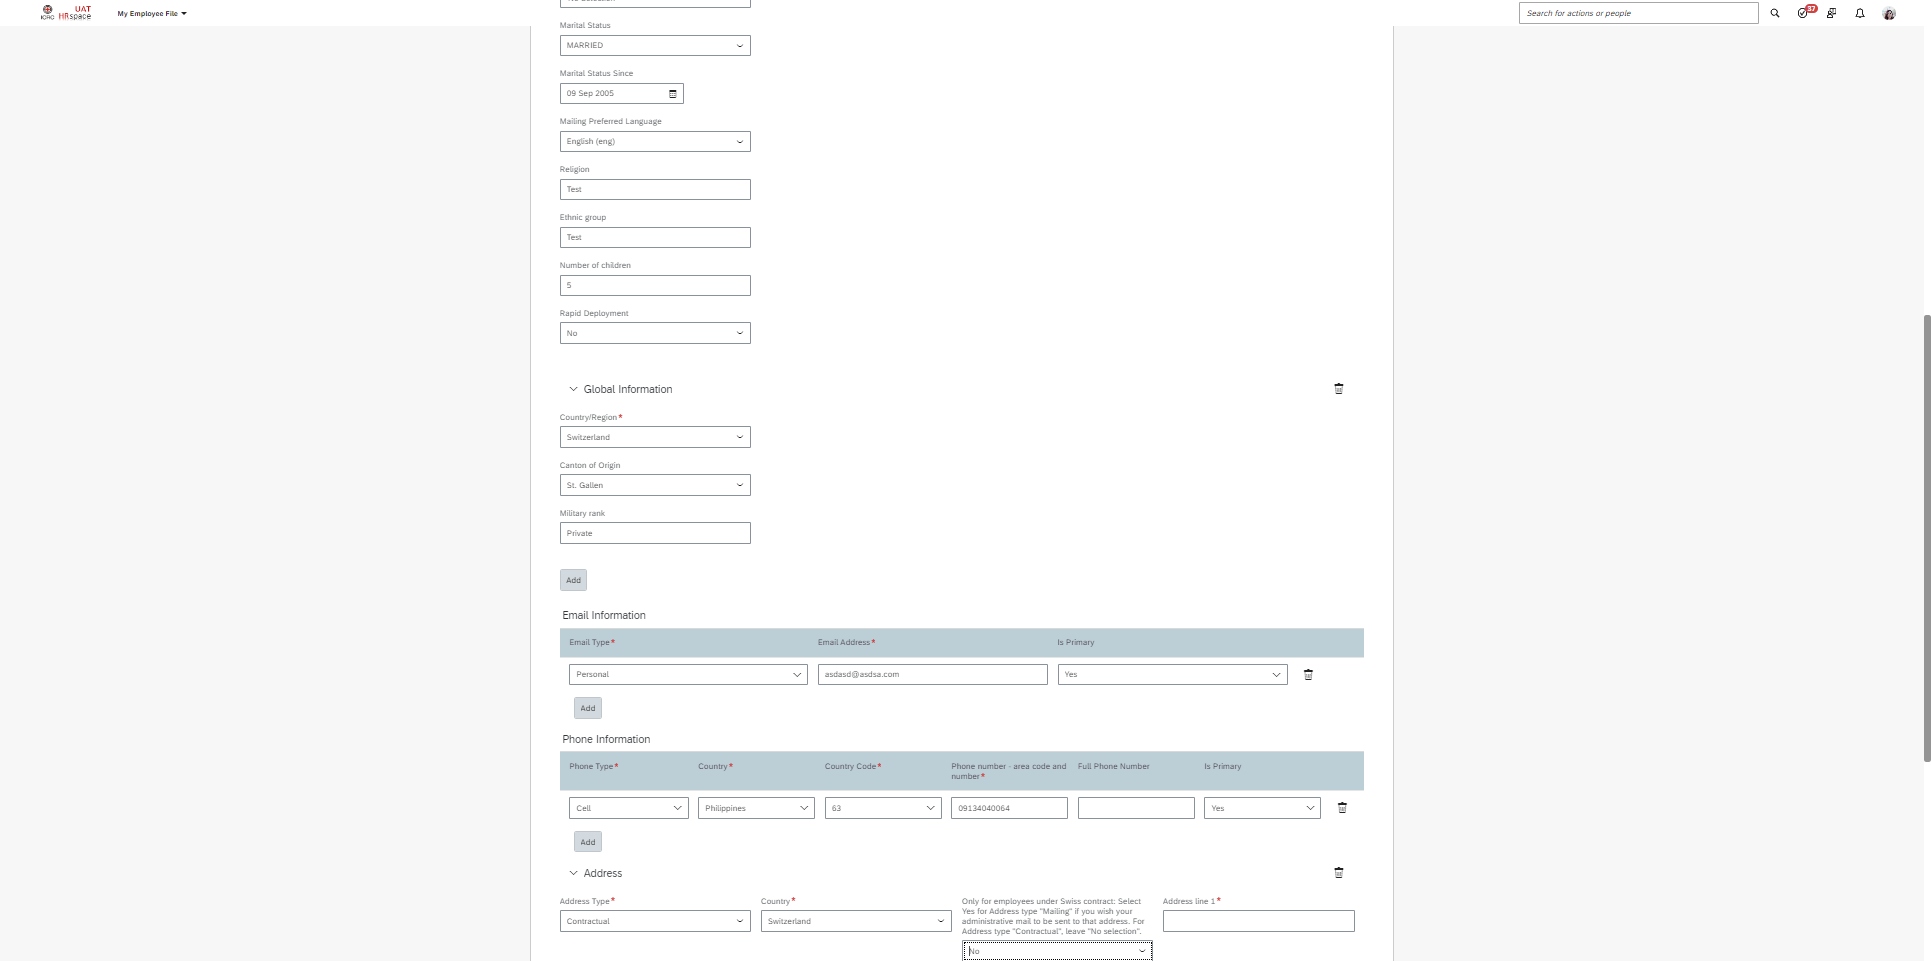 ICRC
UAT
HRspace
My Employee File
Search for actions or people
37
Marital Status
MARRIED
Marital Status Since
09 Sep 2005
Mailing Preferred Language
English (eng)
Religion
Test
Ethnic group
Test
Number of children
5
Rapid Deployment
No
Global Information
Country/Region*
Switzerland
Canton of Origin
St. Gallen
Military rank
Private
Add
Email Information
Email Type* Email Address* Is Primary
Personal asdasd@asdsa.com Yes
Add
Phone Information
Phone Type* Country* Country Code* Phone number - area code and Full Phone Number Is Primary
number*
Cell Philippines 63 09134040064 Yes
Add
Address
Address Type* Country* Only for employees under Swiss contract: Select Address line 1*
Yes for Address type "Mailing" if you wish your
administrative mail to be sent to that address. For
Address type "Contractual", leave "No selection".
Contractual Switzerland
No